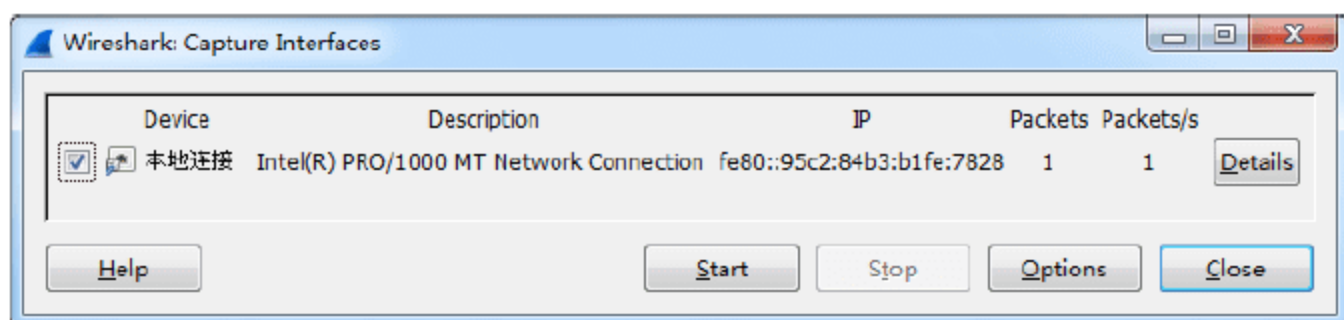 Wireshark: Capture Interfaces
Device Description IP Packets Packets/s
本地连接 Intel(R) PRO/1000 MT Network Connection fe80::95c2:84b3:b1fe:7828 1 1 Details
Help Start Stop Options Close